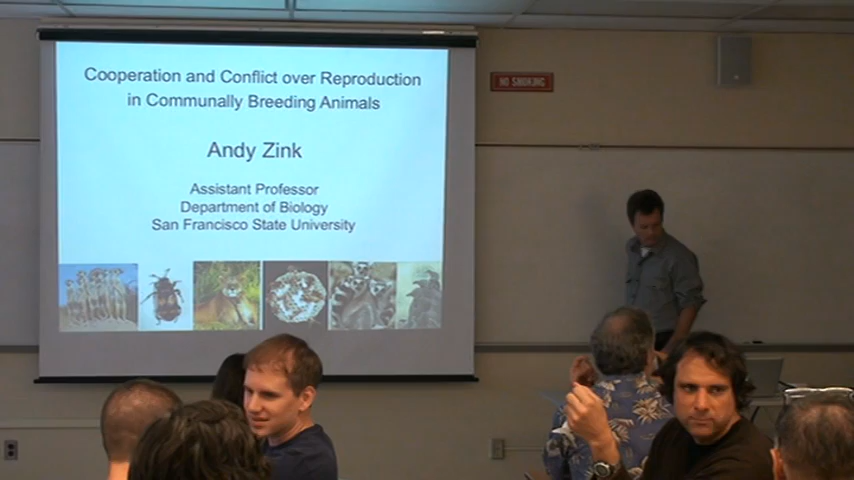 Cooperation and Conflict over Reproduction
in Communally Breeding Animals
Andy Zink
Assistant Professor
Department of Biology
San Francisco State University
NO SMOKING